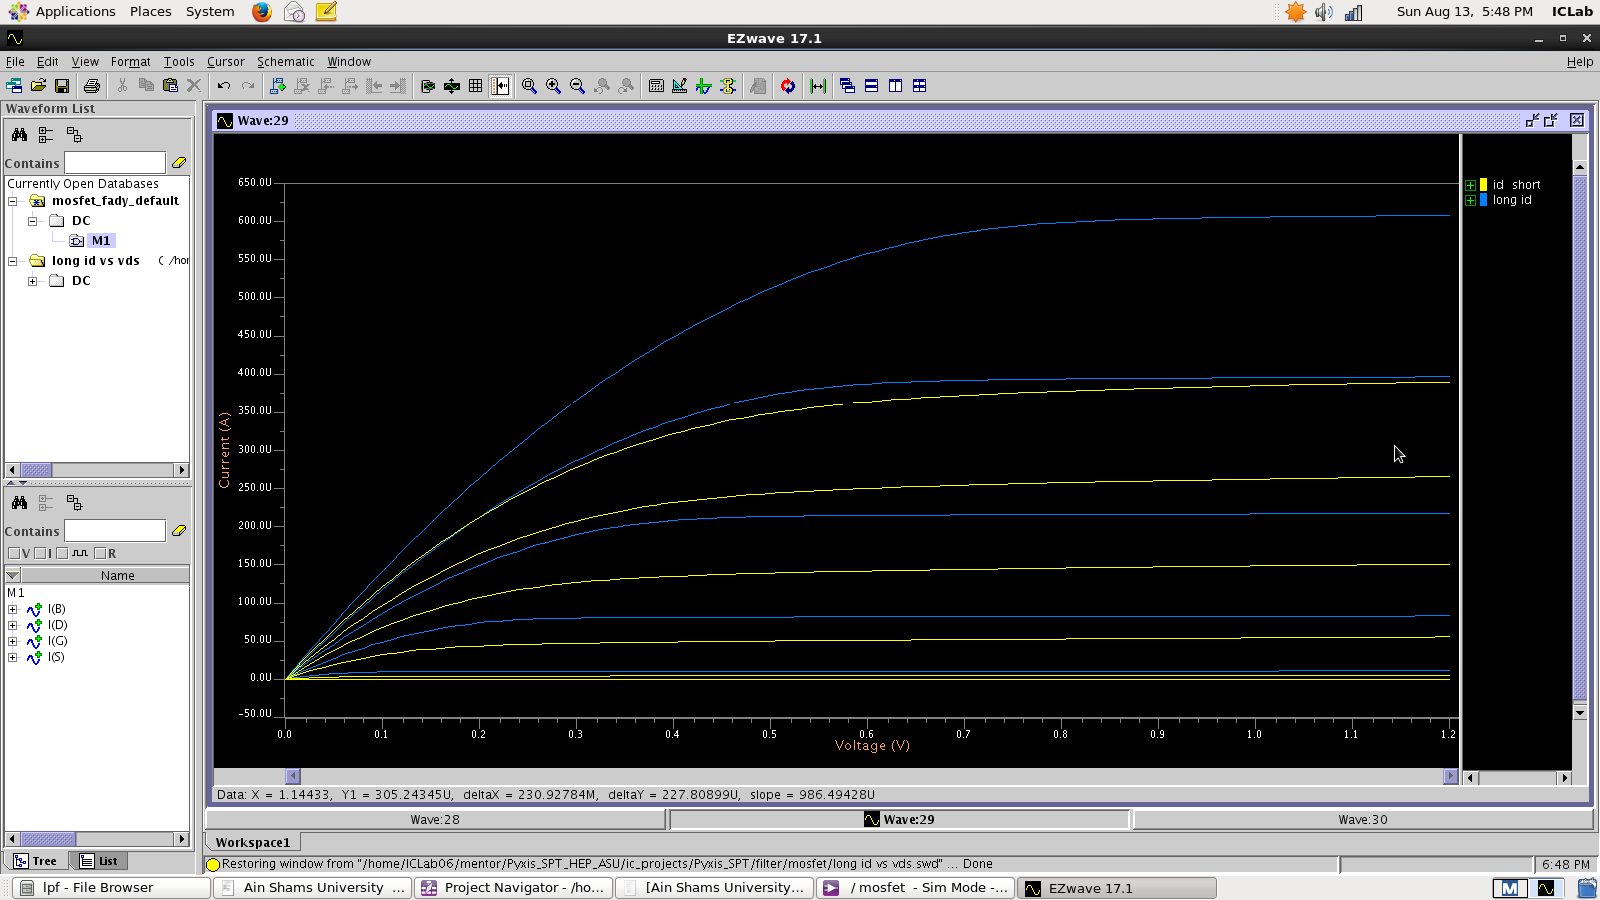 Applications Places System Sun Aug 13, 5:48 PM ICLab
EZwave 17.1
File Edit View Format Tools Cursor Schematic Window Help
Waveform List
Contains
Currently Open Databases
mosfet_fady_default
DC
M1
long id vs vds ( /hor
DC
Contains
V I R
Name
M1
I(B)
I(D)
I(G)
I(S)
Tree List
Wave:29
650.0U
600.0U
550.0U
500.0U
450.0U
400.0U
350.0U
300.0U
250.0U
200.0U
150.0U
100.0U
50.0U
0.0U
-50.0U
Current (A)
0.0 0.1 0.2 0.3 0.4 0.5 0.6 0.7 0.8 0.9 1.0 1.1 1.2
Voltage (V)
id short
long id
Data: X = 1.14433, Y1 = 305.24345U, deltaX = 230.92784M, deltaY = 227.80899U, slope = 986.49428U
Wave:28 Wave:29 Wave:30
Workspace1
Restoring window from "/home/ICLab06/mentor/Pyxis_SPT_HEP_ASU/ic_projects/Pyxis_SPT/filter/mosfet/long id vs vds.swd" ... Done
6:48 PM
lpf - File Browser Ain Shams University ... Project Navigator - /ho... [Ain Shams University... / mosfet - Sim Mode -... EZwave 17.1 M